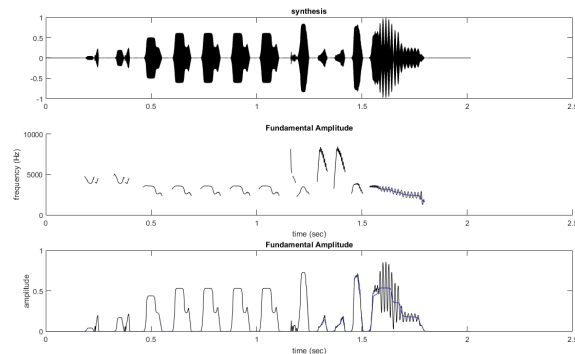 synthesis
1
0.5
0
-0.5
-1
0 0.5 1 1.5 2 2.5
Fundamental Amplitude
frequency (Hz)
10000
5000
0
0 0.5 1 1.5 2 2.5
time (sec)
Fundamental Amplitude
amplitude
1
0.5
0
0 0.5 1 1.5 2 2.5
time (sec)